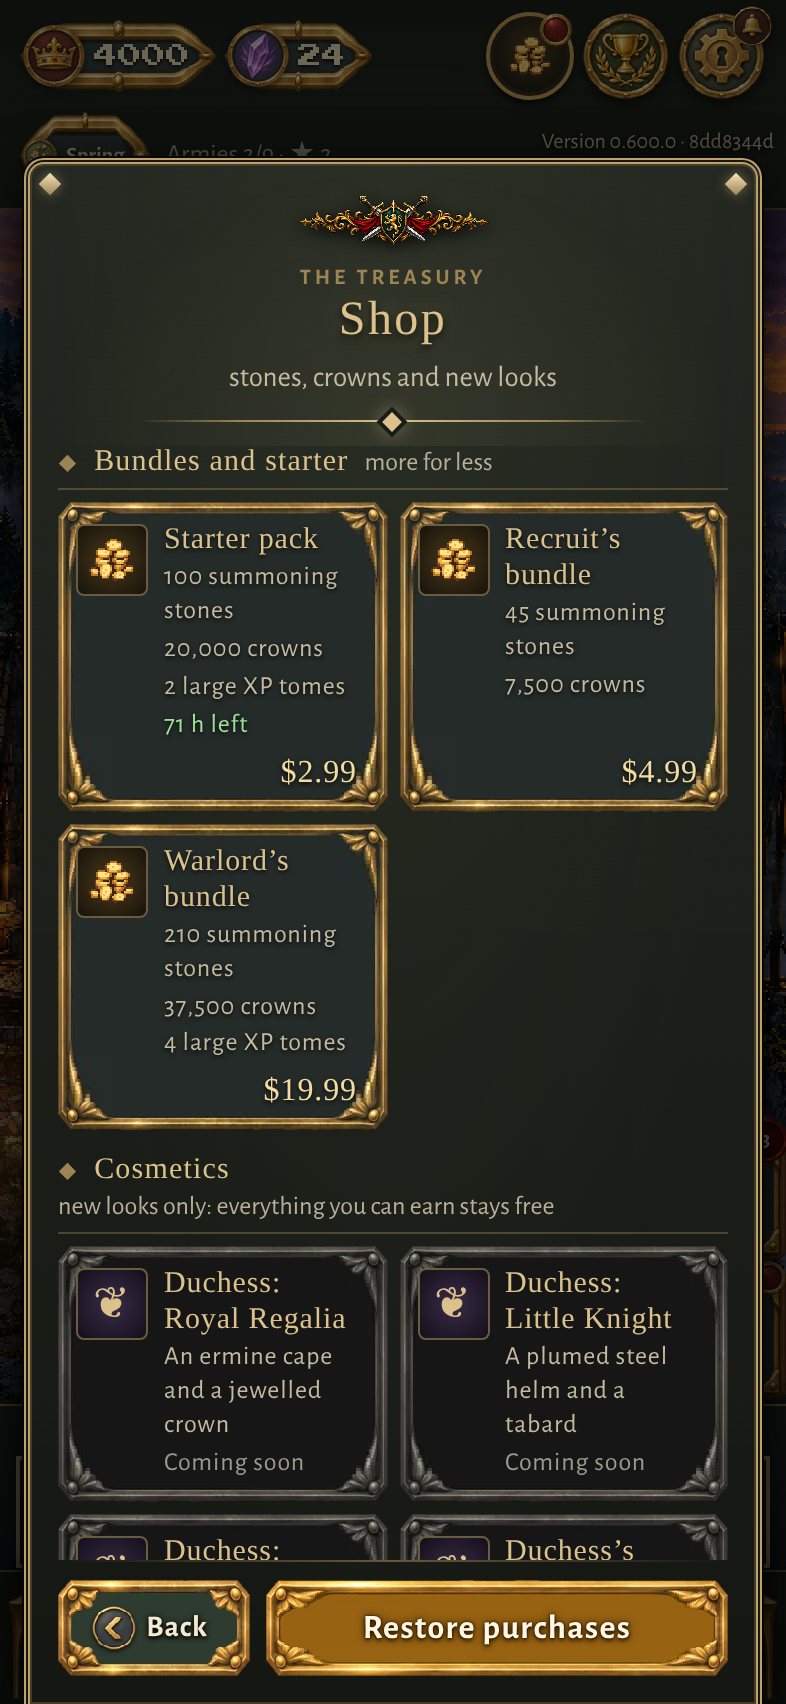 4000
24
Version 0.600.0 · 8dd8344d
Spring
Armies 2/9 · ★ 2
THE TREASURY
Shop
stones, crowns and new looks
Bundles and starter more for less
Starter pack
100 summoning
stones
20,000 crowns
2 large XP tomes
71 h left
$2.99
Recruit’s
bundle
45 summoning
stones
7,500 crowns
$4.99
Warlord’s
bundle
210 summoning
stones
37,500 crowns
4 large XP tomes
$19.99
Cosmetics
new looks only: everything you can earn stays free
Duchess:
Royal Regalia
An ermine cape
and a jewelled
crown
Coming soon
Duchess:
Little Knight
A plumed steel
helm and a
tabard
Coming soon
Duchess:
Duchess’s
Back
Restore purchases